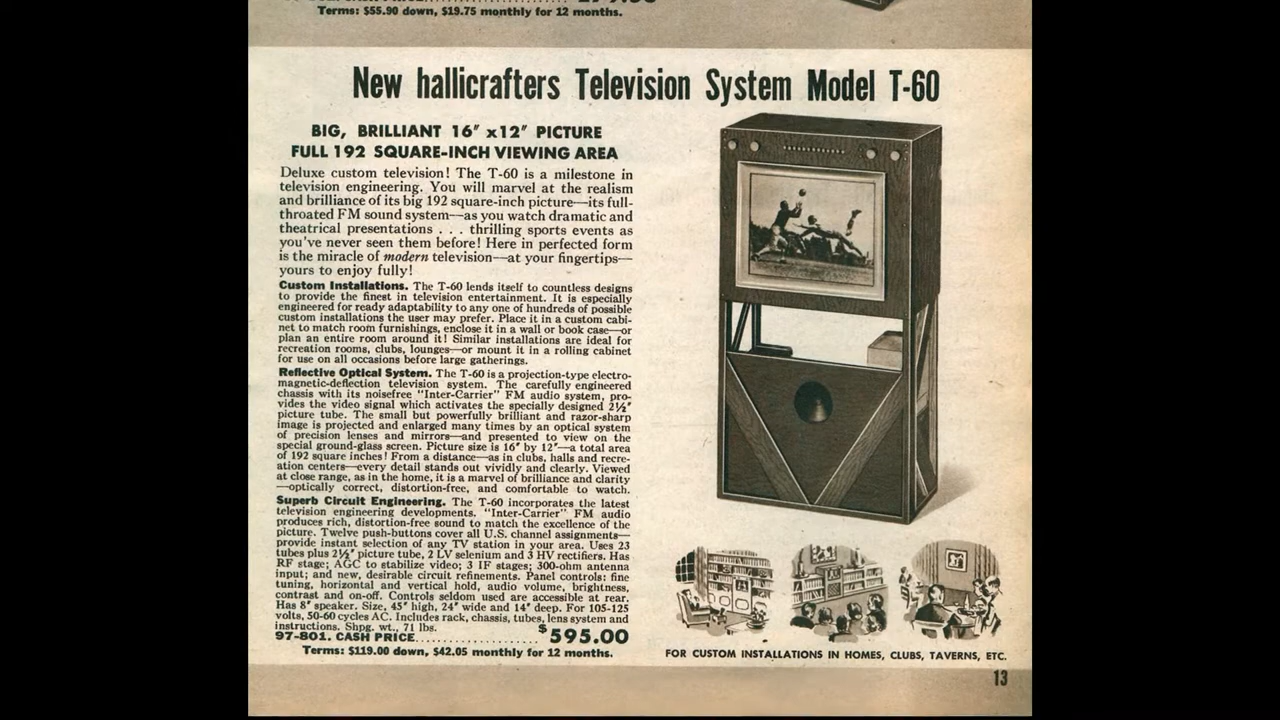 Terms: $55.90 down, $19.75 monthly for 12 months.
New hallicrafters Television System Model T-60
BIG, BRILLIANT 16″ x12″ PICTURE
FULL 192 SQUARE-INCH VIEWING AREA
Deluxe custom television! The T-60 is a milestone in
television engineering. You will marvel at the realism
and brilliance of its big 192 square-inch picture—its full-
throated FM sound system—as you watch dramatic and
theatrical presentations . . . thrilling sports events as
you've never seen them before! Here in perfected form
is the miracle of modern television—at your fingertips—
yours to enjoy fully!
Custom Installations. The T-60 lends itself to countless designs
to provide the finest in television entertainment. It is especially
engineered for ready adaptability to any one of hundreds of possible
custom installations the user may prefer. Place it in a custom cabi-
net to match room furnishings, enclose it in a wall or book case—or
plan an entire room around it! Similar installations are ideal for
recreation rooms, clubs, lounges—or mount it in a rolling cabinet
for use on all occasions before large gatherings.
Reflective Optical System. The T-60 is a projection-type electro-
magnetic-deflection television system. The carefully engineered
chassis with its noisefree "Inter-Carrier" FM audio system, pro-
vides the video signal which activates the specially designed 2½″
picture tube. The small but powerfully brilliant and razor-sharp
image is projected and enlarged many times by an optical system
of precision lenses and mirrors—and presented to view on the
special ground-glass screen. Picture size is 16″ by 12″—a total area
of 192 square inches! From a distance—as in clubs, halls and recre-
ation centers—every detail stands out vividly and clearly. Viewed
at close range, as in the home, it is a marvel of brilliance and clarity
—optically correct, distortion-free, and comfortable to watch.
Superb Circuit Engineering. The T-60 incorporates the latest
television engineering developments. "Inter-Carrier" FM audio
produces rich, distortion-free sound to match the excellence of the
picture. Twelve push-buttons cover all U.S. channel assignments—
provide instant selection of any TV station in your area. Uses 23
tubes plus 2½″ picture tube, 2 LV selenium and 3 HV rectifiers. Has
RF stage; AGC to stabilize video; 3 IF stages; 300-ohm antenna
input; and new, desirable circuit refinements. Panel controls: fine
tuning, horizontal and vertical hold, audio volume, brightness,
contrast and on-off. Controls seldom used are accessible at rear.
Has 8″ speaker. Size, 45″ high, 24″ wide and 14″ deep. For 105-125
volts, 50-60 cycles AC. Includes rack, chassis, tubes, lens system and
instructions. Shpg. wt., 71 lbs.
97-801. CASH PRICE.................... $595.00
Terms: $119.00 down, $42.05 monthly for 12 months.
FOR CUSTOM INSTALLATIONS IN HOMES, CLUBS, TAVERNS, ETC.
13